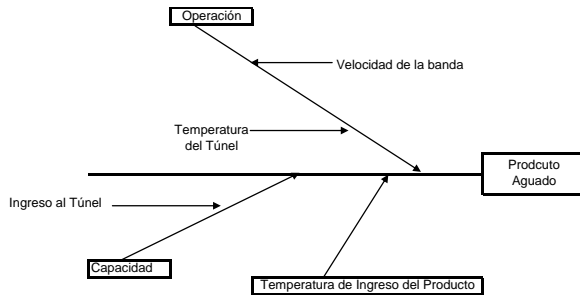 Operación
Velocidad de la banda
Temperatura
del Túnel
Prodcuto
Aguado
Ingreso al Túnel
Capacidad
Temperatura de Ingreso del Producto